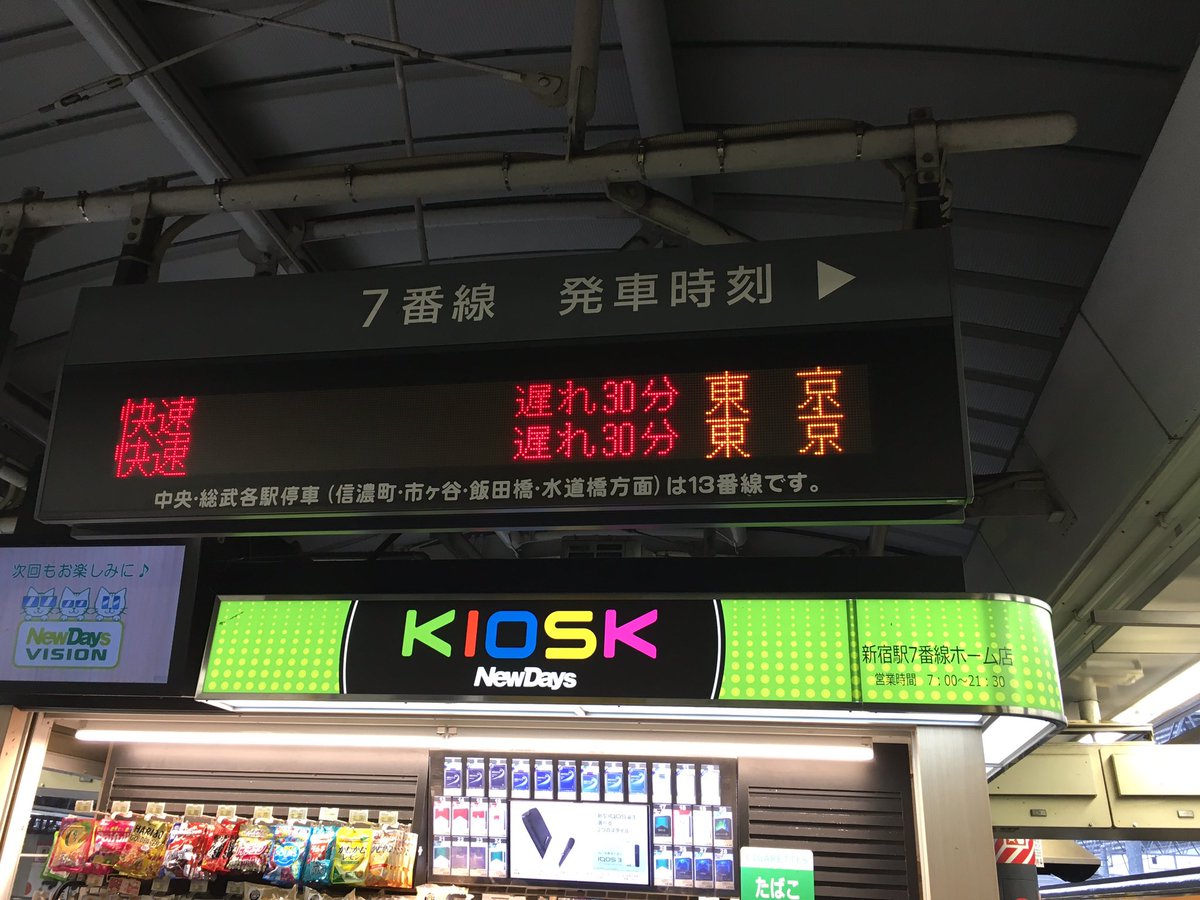 7番線 発車時刻 ▶
快速 遅れ30分 東京
快速 遅れ30分 東京
中央・総武各駅停車（信濃町・市ヶ谷・飯田橋・水道橋方面）は13番線です。
次回もお楽しみに♪
NewDays
VISION
KIOSK
NewDays
新宿駅7番線ホーム店
営業時間 7：00～21：30
IQOS 3
たばこ